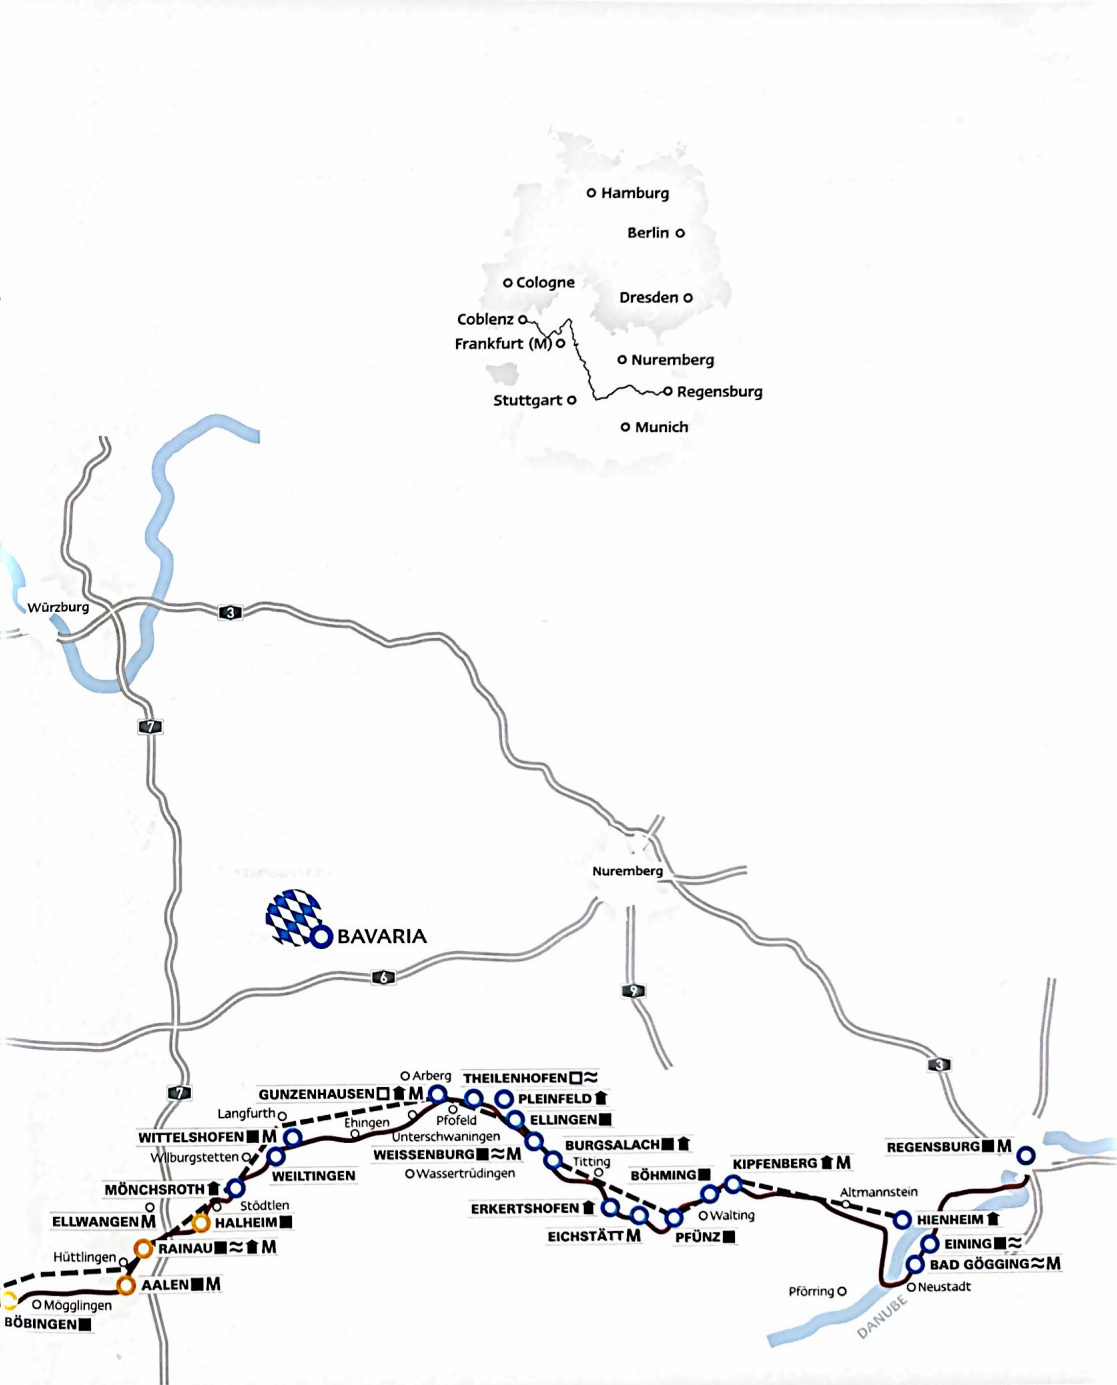 Hamburg
Berlin
Cologne
Dresden
Coblenz
Frankfurt (M)
Nuremberg
Regensburg
Stuttgart
Munich
Würzburg
3
7
Nuremberg
BAVARIA
6
9
3
7
Arberg
THEILENHOFEN
GUNZENHAUSEN M
PLEINFELD
Langfurth
Ehingen
Pfofeld
ELLINGEN
WITTELSHOFEN M
Unterschwaningen
BURGSALACH
REGENSBURG M
Wilburgstetten
WEISSENBURG M
Titting
KIPFENBERG M
WEILTINGEN
Wassertrüdingen
BÖHMING
MÖNCHSROTH
Altmannstein
Stödtlen
ERKERTSHOFEN
Walting
ELLWANGEN M
HALHEIM
HIENHEIM
EICHSTÄTT M
PFÜNZ
RAINAU M
EINING
Hüttlingen
BAD GÖGGING M
AALEN M
Neustadt
Pförring
Mögglingen
DANUBE
BÖBINGEN